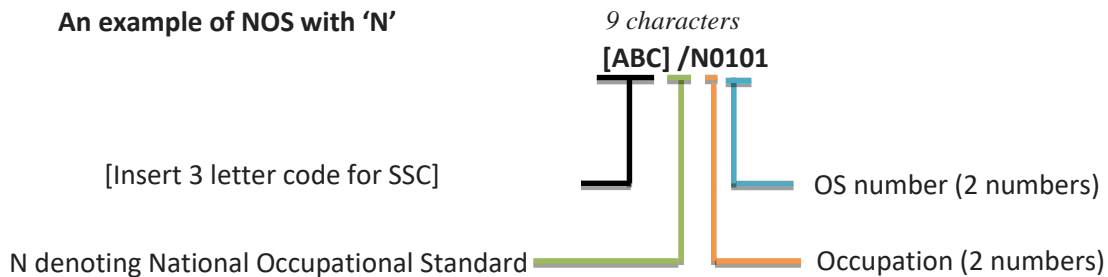 An example of NOS with ‘N’
9 characters
[ABC] /N0101
[Insert 3 letter code for SSC]
OS number (2 numbers)
N denoting National Occupational Standard
Occupation (2 numbers)